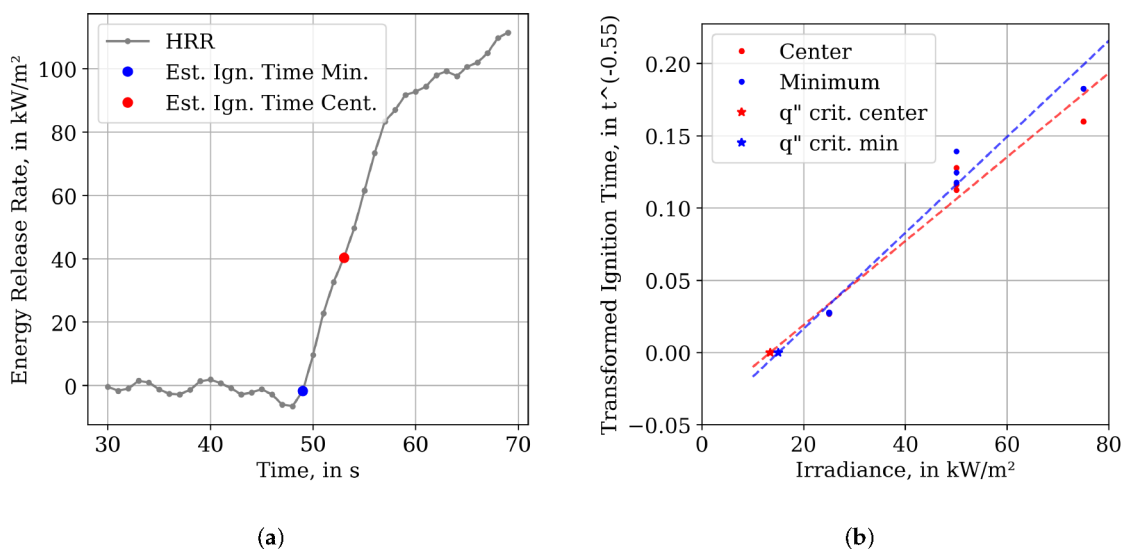 HRR
Est. Ign. Time Min.
Est. Ign. Time Cent.
Energy Release Rate, in kW/m²
100
80
60
40
20
0
30
40
50
60
70
Time, in s
(a)
Center
Minimum
q" crit. center
q" crit. min
Transformed Ignition Time, in t^(-0.55)
0.20
0.15
0.10
0.05
0.00
−0.05
0
20
40
60
80
Irradiance, in kW/m²
(b)